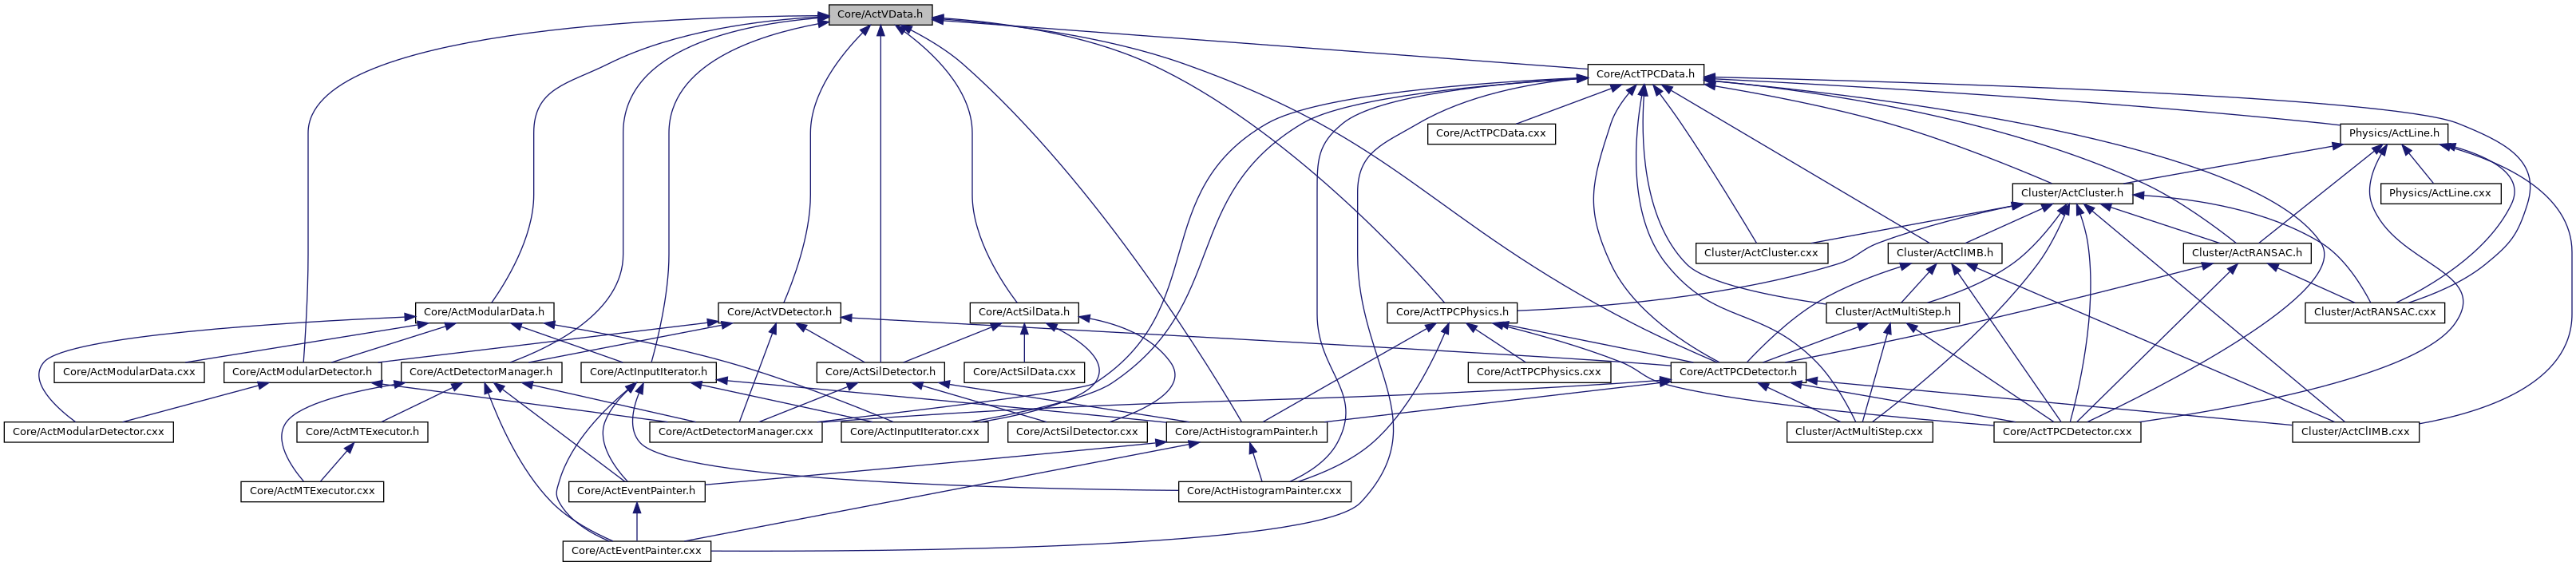 Core/ActVData.h
Core/ActTPCData.h
Core/ActTPCData.cxx
Physics/ActLine.h
Cluster/ActCluster.h
Physics/ActLine.cxx
Cluster/ActCluster.cxx
Cluster/ActClIMB.h
Cluster/ActRANSAC.h
Core/ActModularData.h
Core/ActVDetector.h
Core/ActSilData.h
Core/ActTPCPhysics.h
Cluster/ActMultiStep.h
Cluster/ActRANSAC.cxx
Core/ActModularData.cxx
Core/ActModularDetector.h
Core/ActDetectorManager.h
Core/ActInputIterator.h
Core/ActSilDetector.h
Core/ActSilData.cxx
Core/ActTPCPhysics.cxx
Core/ActTPCDetector.h
Core/ActModularDetector.cxx
Core/ActMTExecutor.h
Core/ActDetectorManager.cxx
Core/ActInputIterator.cxx
Core/ActSilDetector.cxx
Core/ActHistogramPainter.h
Cluster/ActMultiStep.cxx
Core/ActTPCDetector.cxx
Cluster/ActClIMB.cxx
Core/ActMTExecutor.cxx
Core/ActEventPainter.h
Core/ActHistogramPainter.cxx
Core/ActEventPainter.cxx